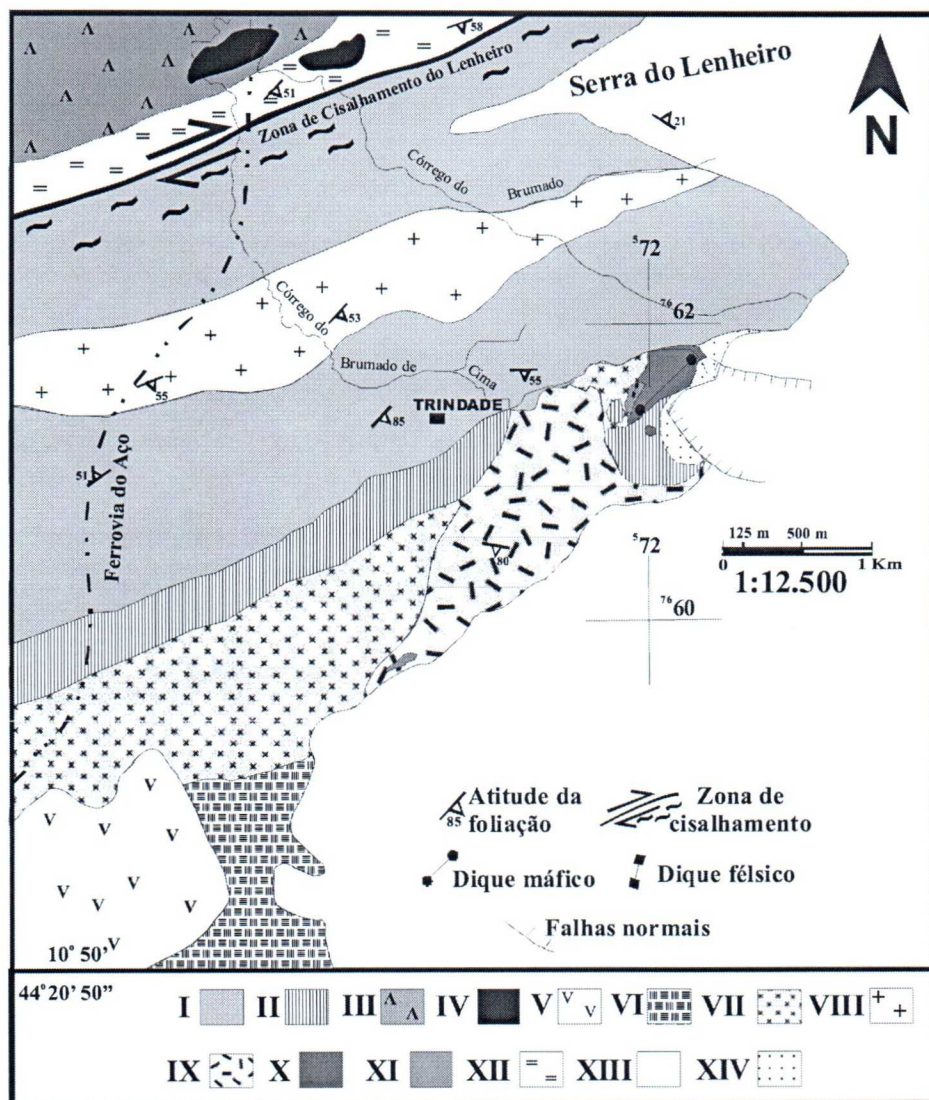 58
51
Zona de Cisalhamento do Lenheiro
Serra do Lenheiro
21
N
Córrego do
Brumado
⁵72
⁷⁶62
53
Córrego do
Brumado de
Cima
55
55
TRINDADE
85
51
Ferrovia do Aço
80
⁵72
125 m 500 m
0 1 Km
1:12.500
⁷⁶60
85 Atitude da
foliação
Zona de
cisalhamento
Dique máfico
Dique félsico
Falhas normais
10° 50'
44° 20' 50"
I II III IV V VI VII VIII
IX X XI XII XIII XIV